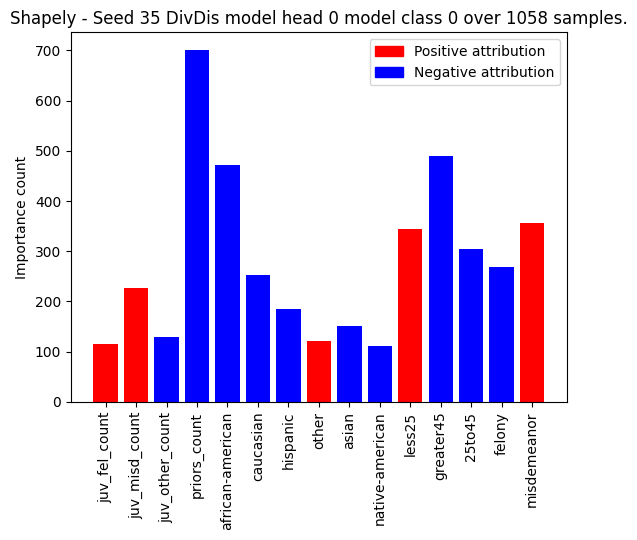 Shapely - Seed 35 DivDis model head 0 model class 0 over 1058 samples.
Positive attribution
Negative attribution
Importance count
700
600
500
400
300
200
100
0
juv_fel_count
juv_misd_count
juv_other_count
priors_count
african-american
caucasian
hispanic
other
asian
native-american
less25
greater45
25to45
felony
misdemeanor